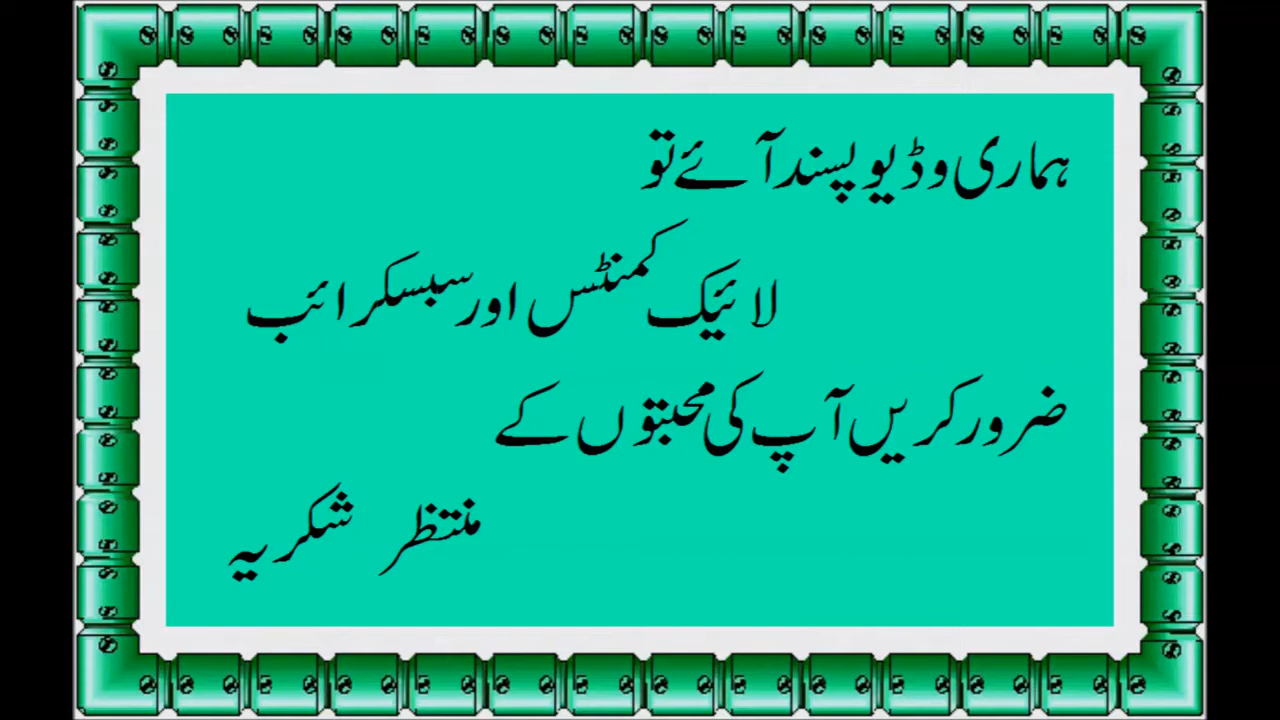 ہماری وڈیو پسند آئے تو
لائیک کمنٹس اور سبسکرائب
ضرور کریں آپ کی محبتوں کے
منتظر شکریہ